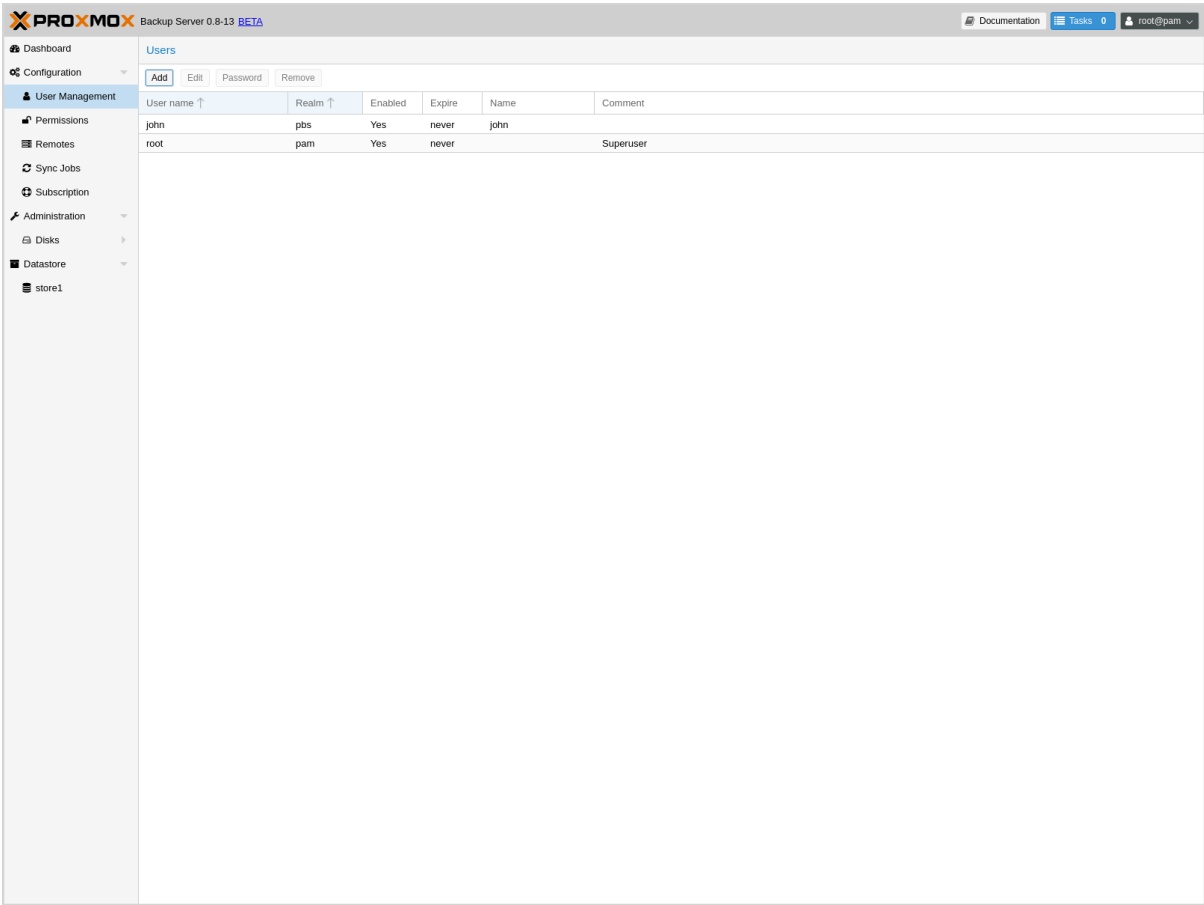 PROXMOX Backup Server 0.8-13 BETA Documentation Tasks 0 root@pam
Dashboard
Configuration
User Management
Permissions
Remotes
Sync Jobs
Subscription
Administration
Disks
Datastore
store1
Users
Add Edit Password Remove
User name Realm Enabled Expire Name Comment
john pbs Yes never john
root pam Yes never Superuser